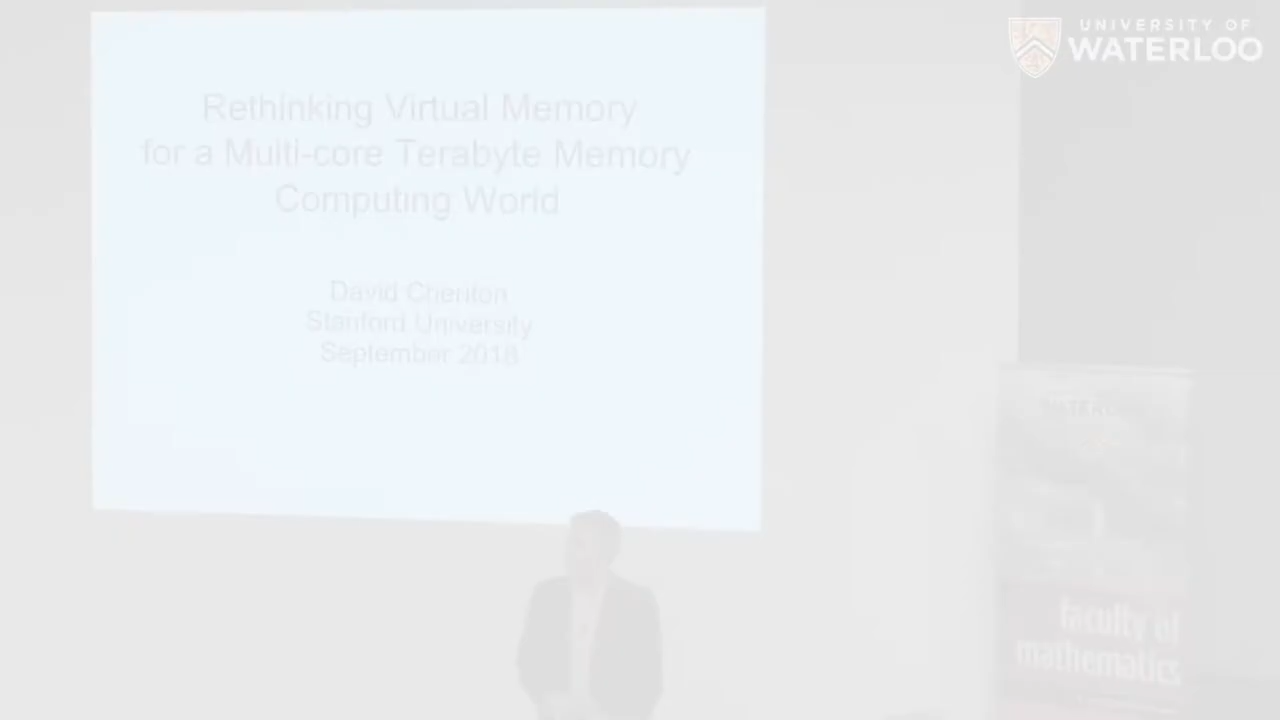 UNIVERSITY OF
WATERLOO
Rethinking Virtual Memory
for a Multi-core Terabyte Memory
Computing World
David Cheriton
Stanford University
September 2018
faculty of
mathematics